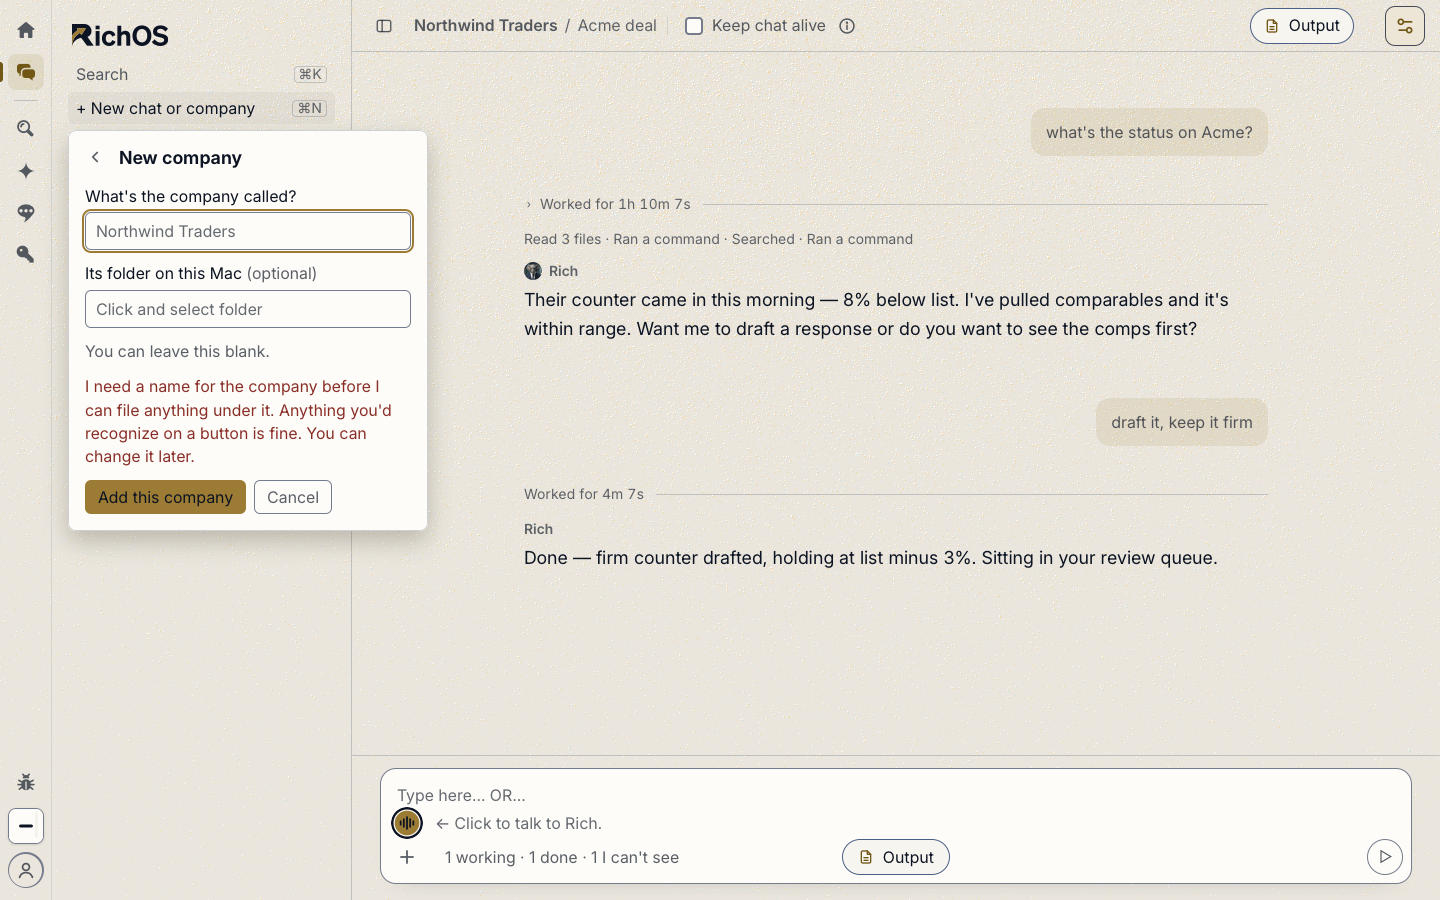 RichOS
Search ⌘K
+ New chat or company ⌘N
New company
What's the company called?
Northwind Traders
Its folder on this Mac (optional)
Click and select folder
You can leave this blank.
I need a name for the company before I
can file anything under it. Anything you'd
recognize on a button is fine. You can
change it later.
Add this company Cancel
Northwind Traders / Acme deal Keep chat alive Output
what's the status on Acme?
› Worked for 1h 10m 7s
Read 3 files · Ran a command · Searched · Ran a command
Rich
Their counter came in this morning — 8% below list. I've pulled comparables and it's
within range. Want me to draft a response or do you want to see the comps first?
draft it, keep it firm
Worked for 4m 7s
Rich
Done — firm counter drafted, holding at list minus 3%. Sitting in your review queue.
Type here... OR...
← Click to talk to Rich.
1 working · 1 done · 1 I can't see Output